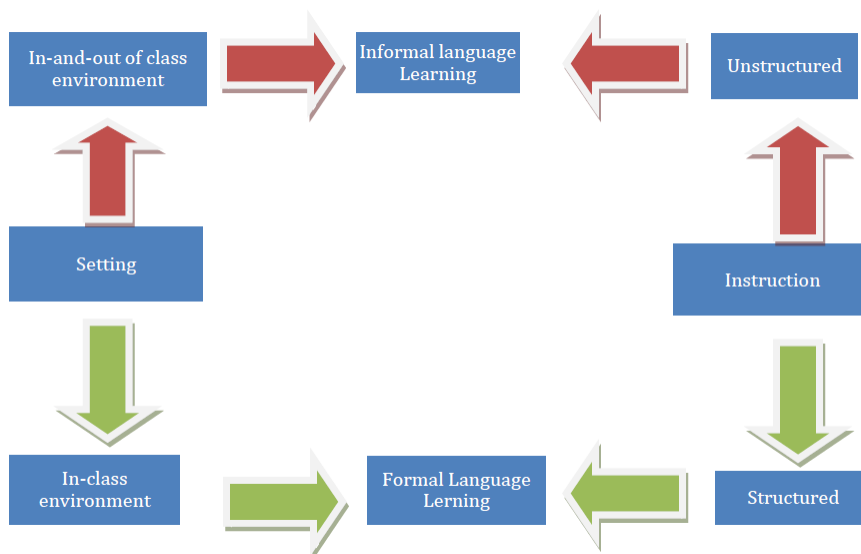 In-and-out of class
environment
Informal language
Learning
Unstructured
Setting
Instruction
In-class
environment
Formal Language
Lerning
Structured